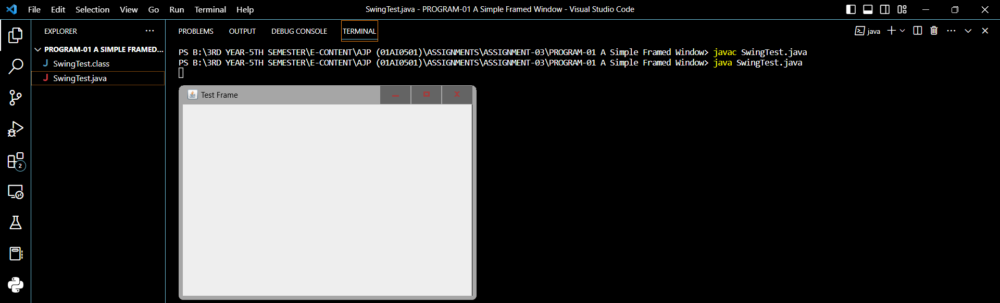 File Edit Selection View Go Run Terminal Help
SwingTest.java - PROGRAM-01 A Simple Framed Window - Visual Studio Code
EXPLORER
PROGRAM-01 A SIMPLE FRAMED...
J SwingTest.class
J SwingTest.java
2
PROBLEMS OUTPUT DEBUG CONSOLE TERMINAL
java
PS B:\3RD YEAR-5TH SEMESTER\E-CONTENT\AJP (01AI0501)\ASSIGNMENTS\ASSIGNMENT-03\PROGRAM-01 A Simple Framed Window> javac SwingTest.java
PS B:\3RD YEAR-5TH SEMESTER\E-CONTENT\AJP (01AI0501)\ASSIGNMENTS\ASSIGNMENT-03\PROGRAM-01 A Simple Framed Window> java SwingTest.java
Test Frame